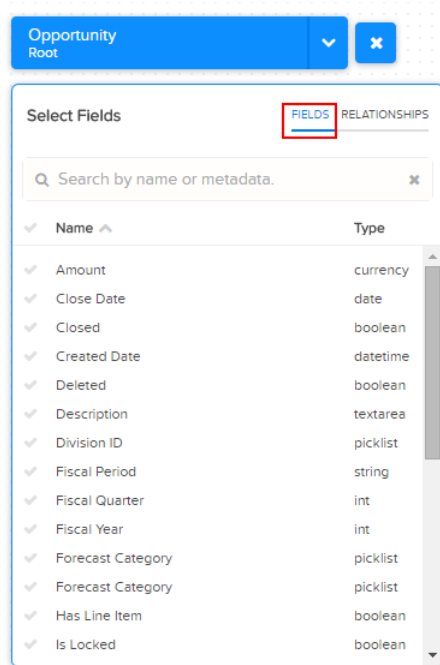 Opportunity
Root
Select Fields FIELDS RELATIONSHIPS
Search by name or metadata.
Name Type
Amount currency
Close Date date
Closed boolean
Created Date datetime
Deleted boolean
Description textarea
Division ID picklist
Fiscal Period string
Fiscal Quarter int
Fiscal Year int
Forecast Category picklist
Forecast Category picklist
Has Line Item boolean
Is Locked boolean